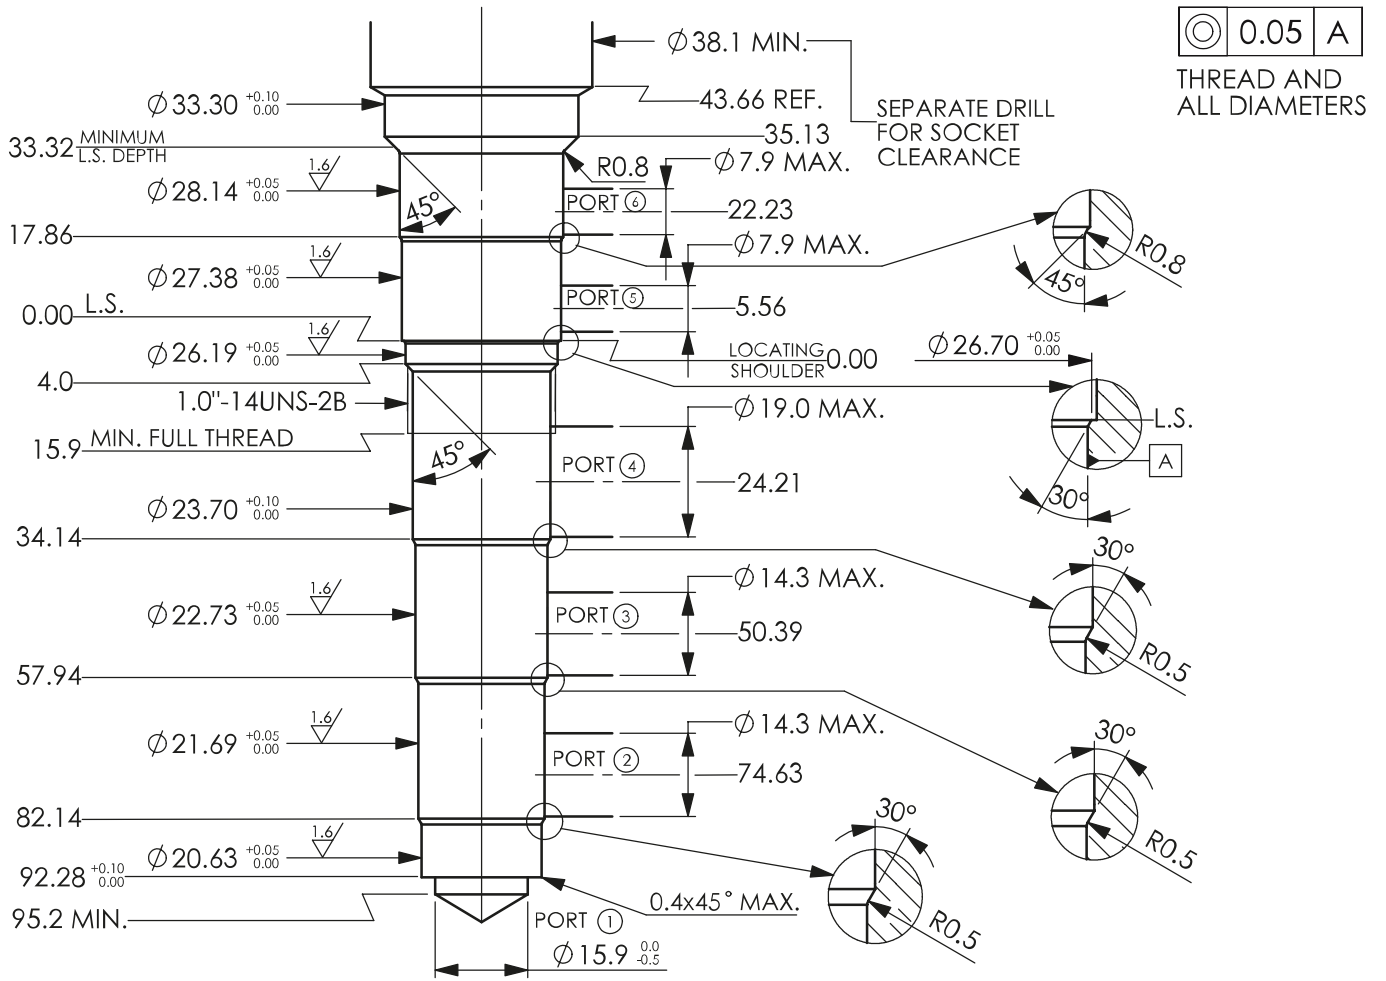 ⌀38.1 MIN.
◎ 0.05 A
THREAD AND
ALL DIAMETERS
⌀33.30 +0.10 0.00
43.66 REF.
SEPARATE DRILL
FOR SOCKET
CLEARANCE
35.13
33.32 MINIMUM
L.S. DEPTH
R0.8
⌀7.9 MAX.
1.6
⌀28.14 +0.05 0.00
45°
PORT 6
22.23
17.86
⌀7.9 MAX.
R0.8
45°
1.6
⌀27.38 +0.05 0.00
PORT 5
5.56
0.00 L.S.
1.6
⌀26.19 +0.05 0.00
LOCATING
SHOULDER 0.00
⌀26.70 +0.05 0.00
4.0
1.0"-14UNS-2B
⌀19.0 MAX.
L.S.
15.9 MIN. FULL THREAD
45°
PORT 4
24.21
A
30°
⌀23.70 +0.10 0.00
34.14
30°
1.6
⌀22.73 +0.05 0.00
⌀14.3 MAX.
PORT 3
50.39
R0.5
57.94
1.6
⌀21.69 +0.05 0.00
⌀14.3 MAX.
PORT 2
74.63
30°
R0.5
82.14
1.6
⌀20.63 +0.05 0.00
30°
92.28 +0.10 0.00
95.2 MIN.
0.4x45° MAX.
R0.5
PORT 1
⌀15.9 0.0 -0.5